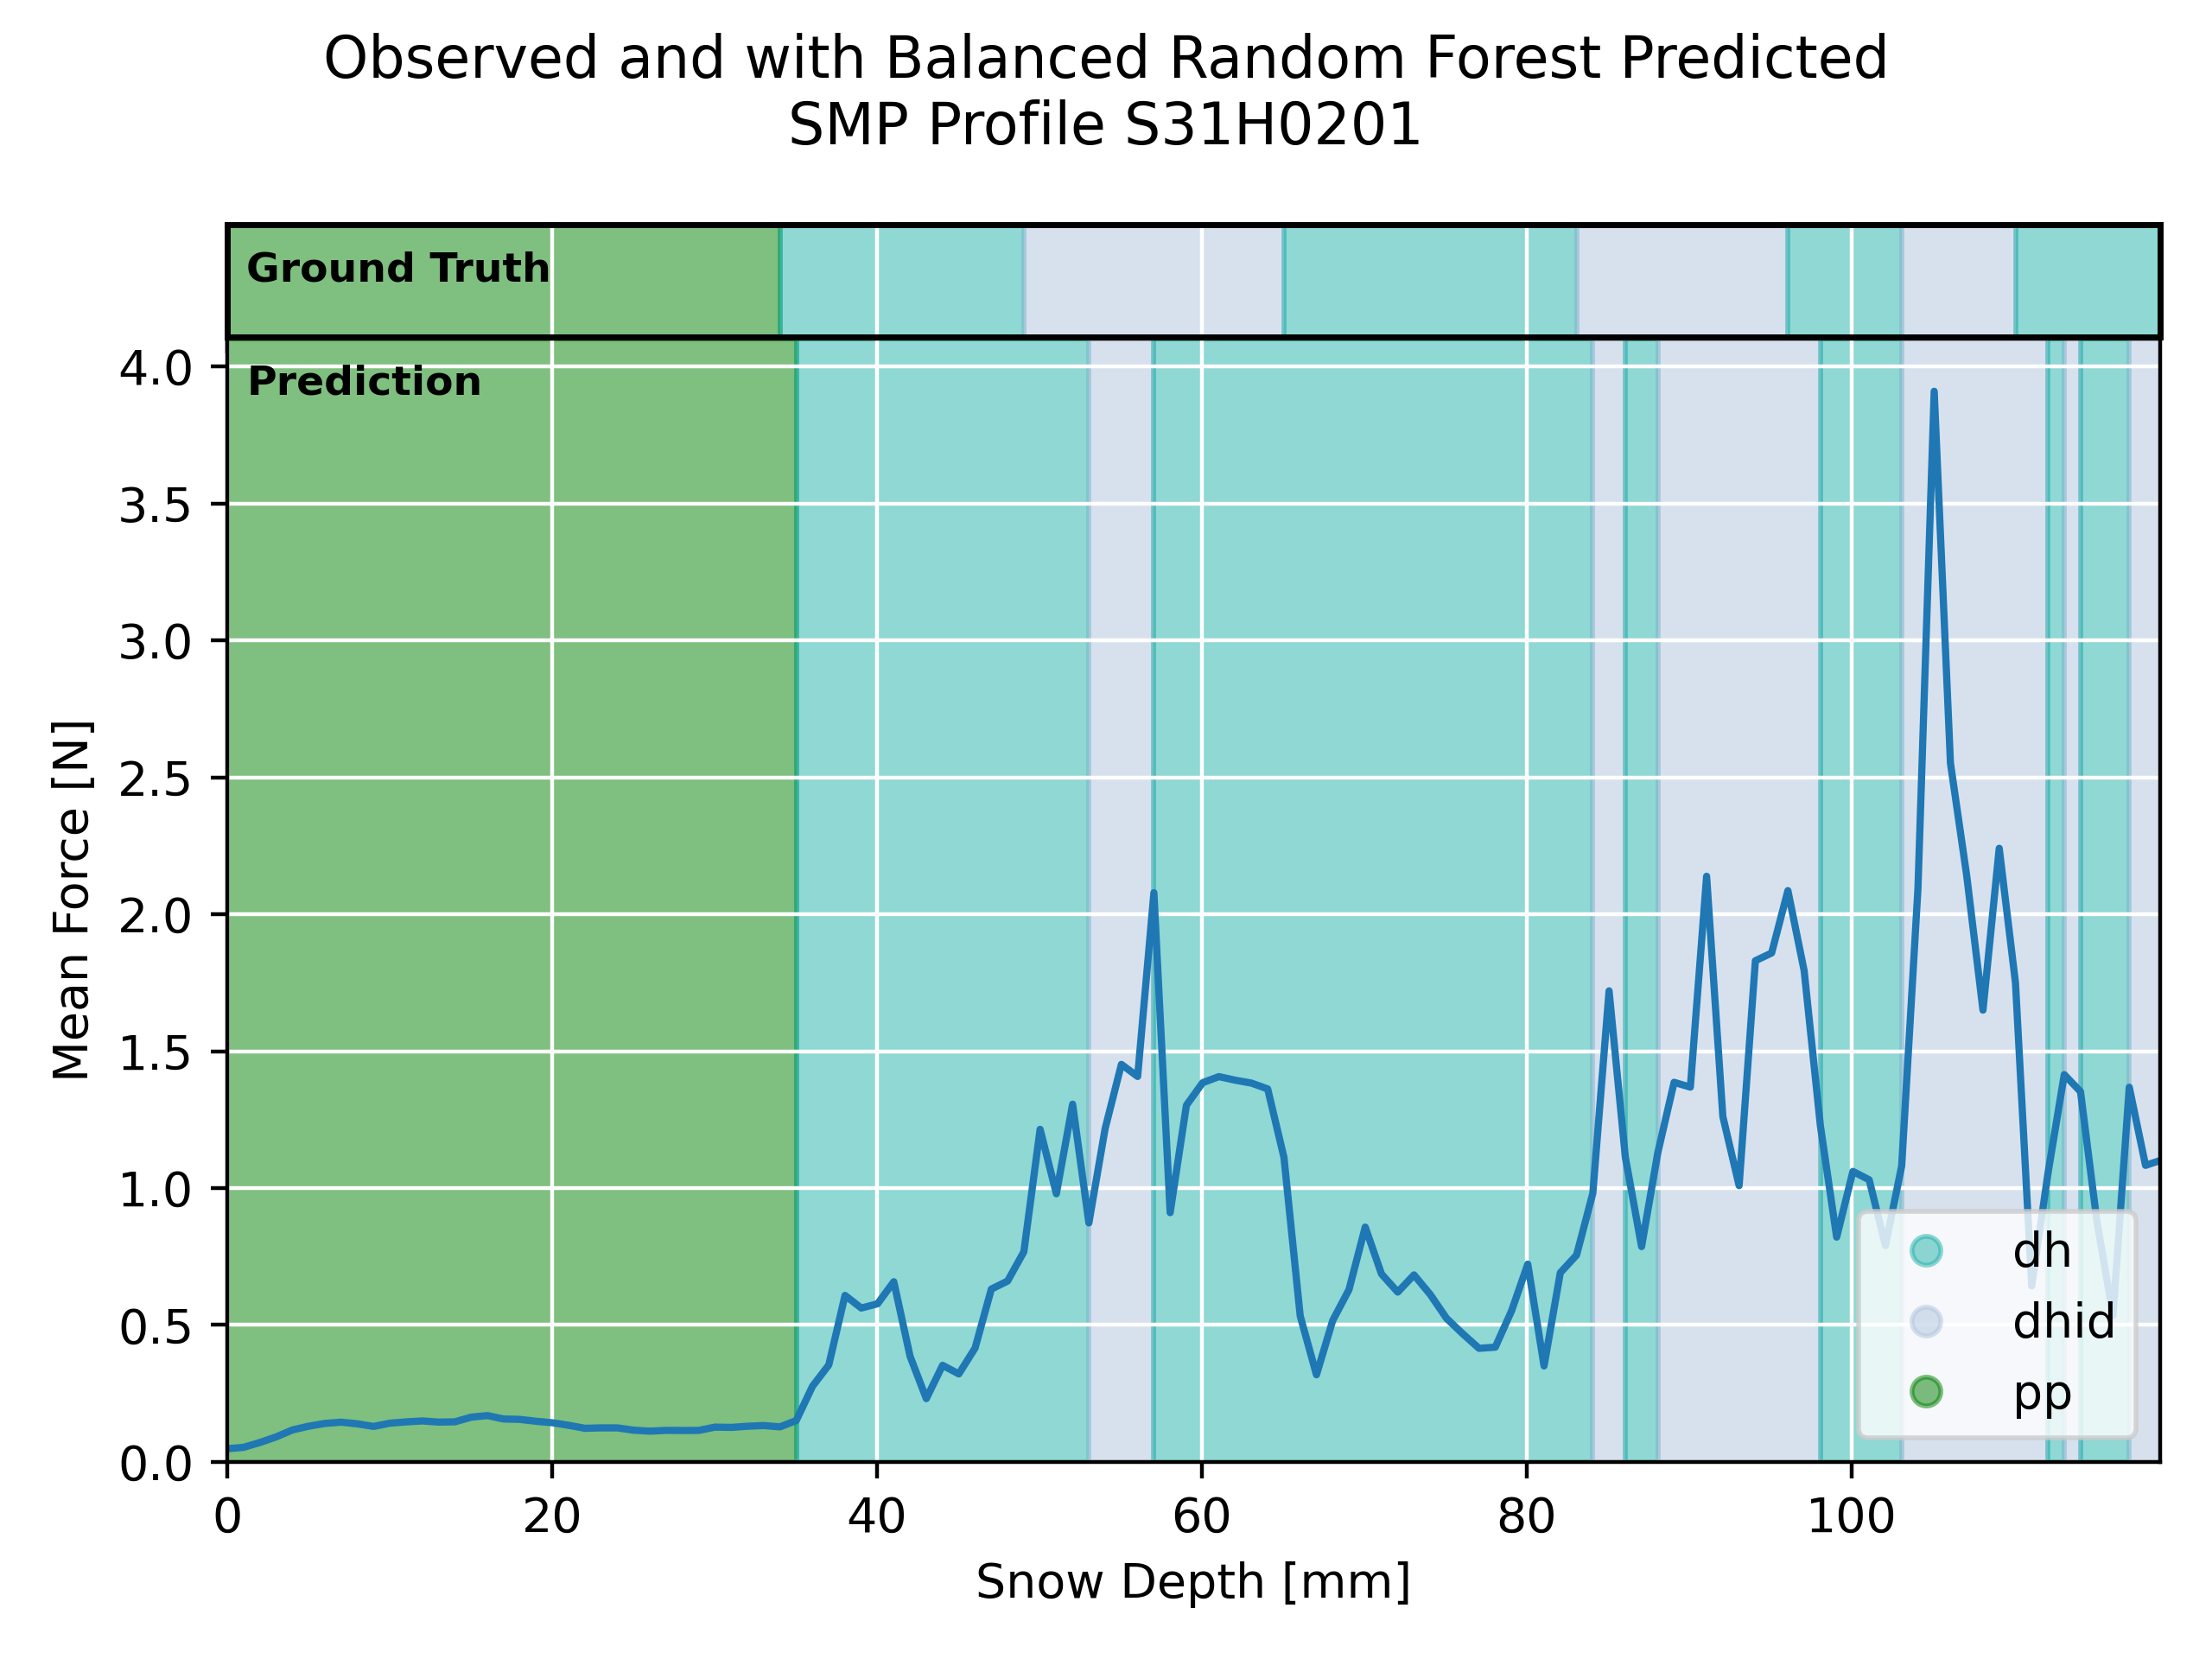 Observed and with Balanced Random Forest Predicted
SMP Profile S31H0201
Ground Truth
Prediction
4.0
3.5
3.0
2.5
2.0
1.5
1.0
0.5
0.0
Mean Force [N]
dh
dhid
pp
0 20 40 60 80 100
Snow Depth [mm]